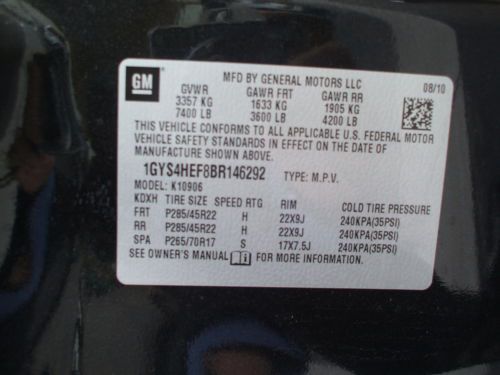 GM
MFD BY GENERAL MOTORS LLC 08/10
GVWR GAWR FRT GAWR RR
3357 KG 1633 KG 1905 KG
7400 LB 3600 LB 4200 LB
THIS VEHICLE CONFORMS TO ALL APPLICABLE U.S. FEDERAL MOTOR
VEHICLE SAFETY STANDARDS IN EFFECT ON THE DATE OF
MANUFACTURE SHOWN ABOVE.
1GYS4HEF8BR146292 TYPE: M.P.V.
MODEL: K10906
KDXH TIRE SIZE SPEED RTG RIM COLD TIRE PRESSURE
FRT P285/45R22 H 22X9J 240KPA(35PSI)
RR P285/45R22 H 22X9J 240KPA(35PSI)
SPA P265/70R17 S 17X7.5J 240KPA(35PSI)
SEE OWNER'S MANUAL FOR MORE INFORMATION.